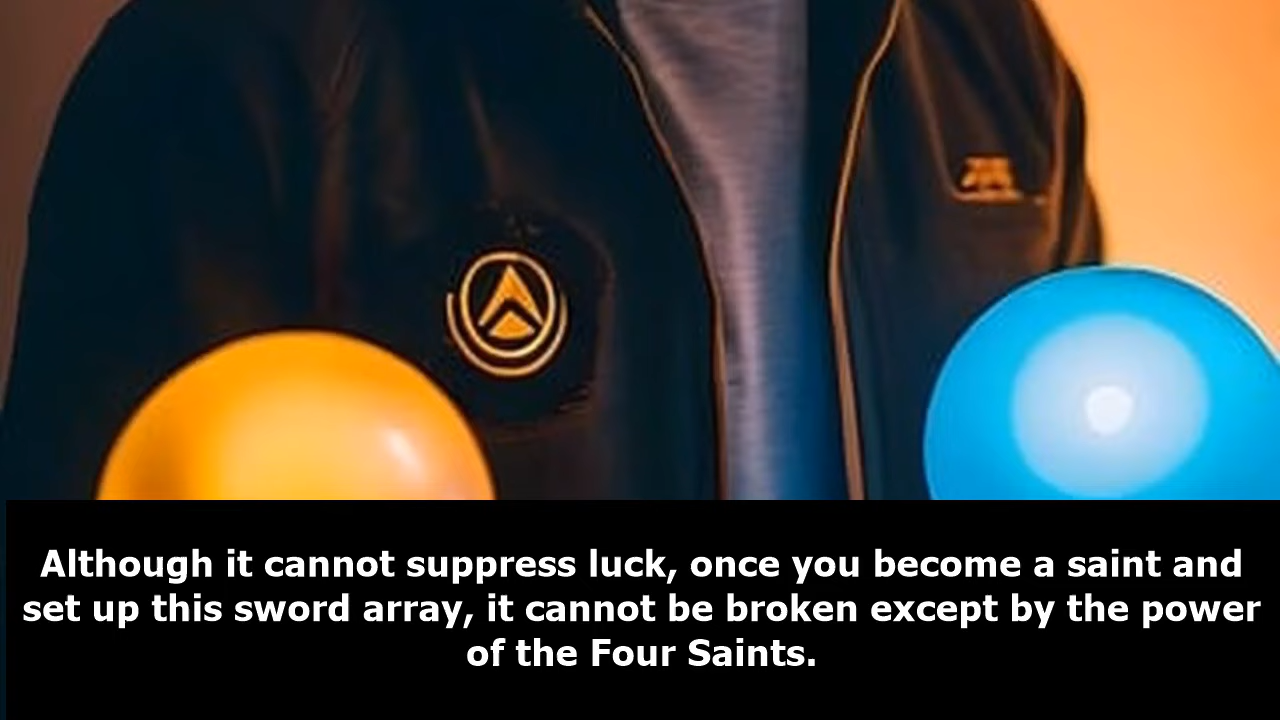 Although it cannot suppress luck, once you become a saint and
set up this sword array, it cannot be broken except by the power
of the Four Saints.